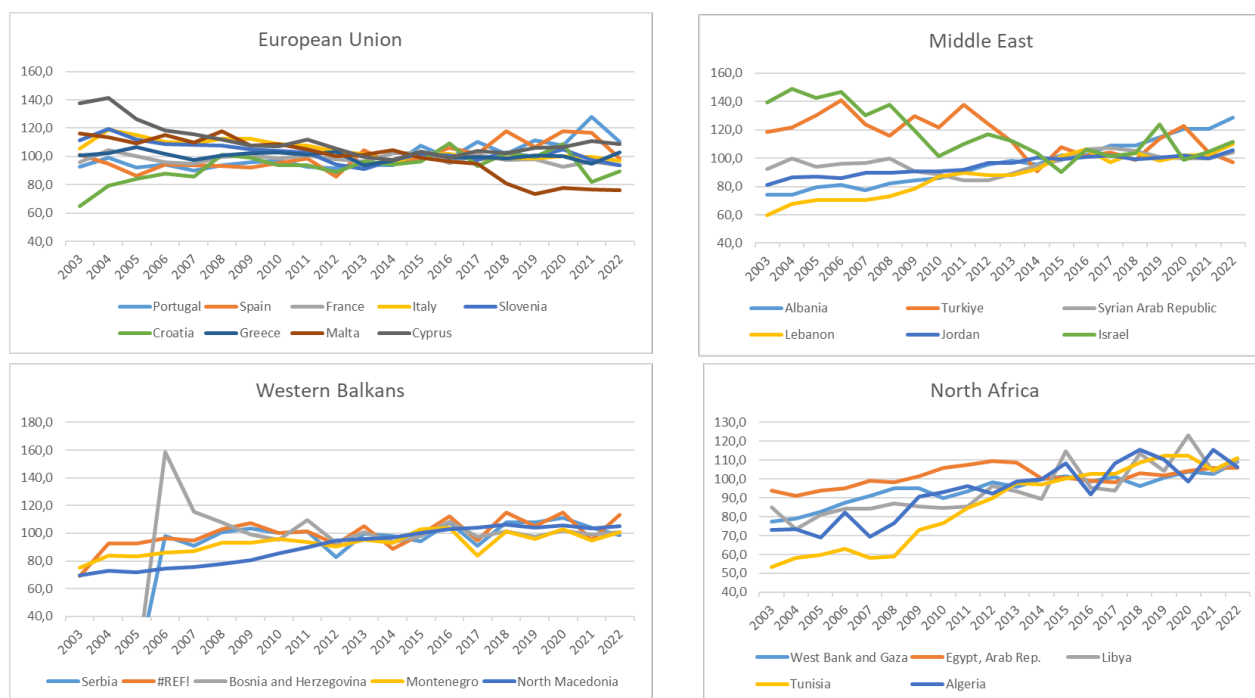 European Union
160,0
140,0
120,0
100,0
80,0
60,0
40,0
2003 2004 2005 2006 2007 2008 2009 2010 2011 2012 2013 2014 2015 2016 2017 2018 2019 2020 2021 2022
Portugal Spain France Italy Slovenia
Croatia Greece Malta Cyprus
Middle East
160,0
140,0
120,0
100,0
80,0
60,0
40,0
2003 2004 2005 2006 2007 2008 2009 2010 2011 2012 2013 2014 2015 2016 2017 2018 2019 2020 2021 2022
Albania Turkiye Syrian Arab Republic
Lebanon Jordan Israel
Western Balkans
180,0
160,0
140,0
120,0
100,0
80,0
60,0
40,0
2003 2004 2005 2006 2007 2008 2009 2010 2011 2012 2013 2014 2015 2016 2017 2018 2019 2020 2021 2022
Serbia #REF! Bosnia and Herzegovina Montenegro North Macedonia
North Africa
130,0
120,0
110,0
100,0
90,0
80,0
70,0
60,0
50,0
40,0
2003 2004 2005 2006 2007 2008 2009 2010 2011 2012 2013 2014 2015 2016 2017 2018 2019 2020 2021 2022
West Bank and Gaza Egypt, Arab Rep. Libya
Tunisia Algeria